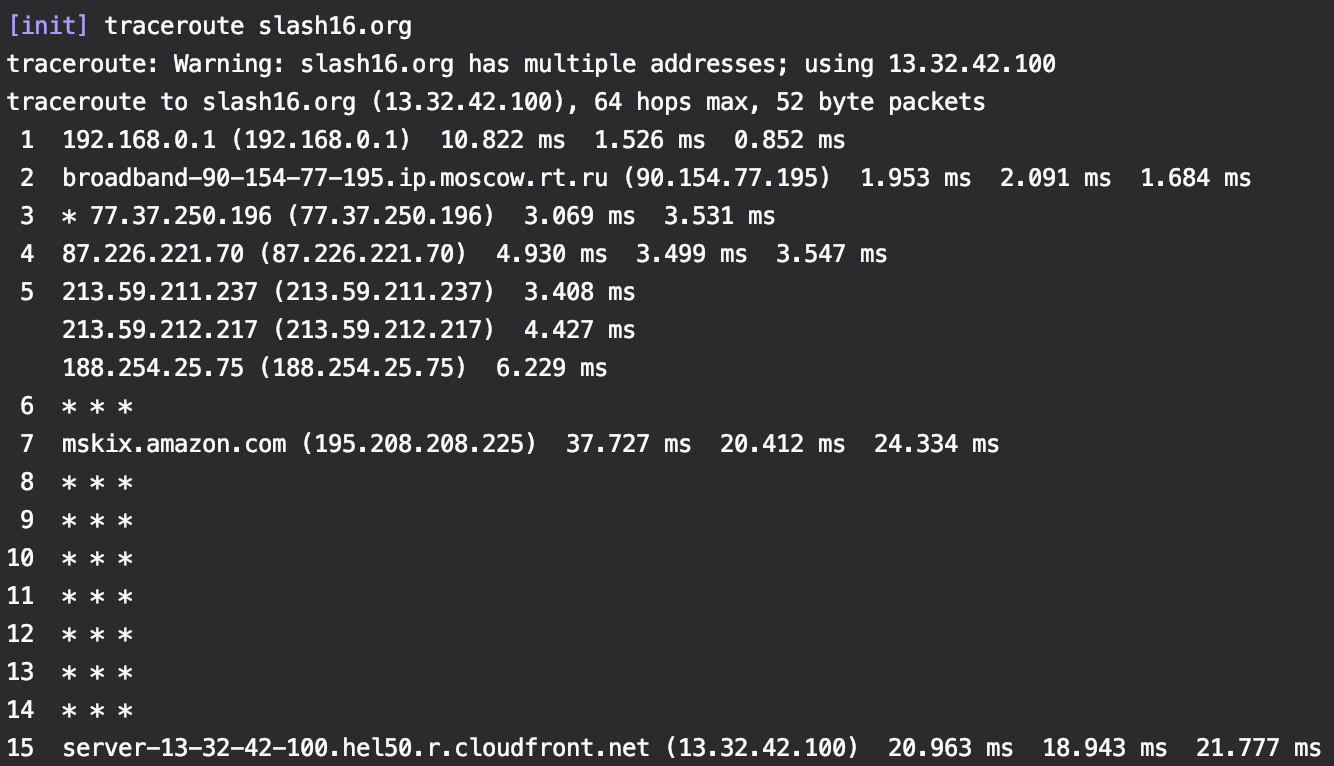 [init] traceroute slash16.org
traceroute: Warning: slash16.org has multiple addresses; using 13.32.42.100
traceroute to slash16.org (13.32.42.100), 64 hops max, 52 byte packets
 1  192.168.0.1 (192.168.0.1)  10.822 ms  1.526 ms  0.852 ms
 2  broadband-90-154-77-195.ip.moscow.rt.ru (90.154.77.195)  1.953 ms  2.091 ms  1.684 ms
 3  * 77.37.250.196 (77.37.250.196)  3.069 ms  3.531 ms
 4  87.226.221.70 (87.226.221.70)  4.930 ms  3.499 ms  3.547 ms
 5  213.59.211.237 (213.59.211.237)  3.408 ms
    213.59.212.217 (213.59.212.217)  4.427 ms
    188.254.25.75 (188.254.25.75)  6.229 ms
 6  * * *
 7  mskix.amazon.com (195.208.208.225)  37.727 ms  20.412 ms  24.334 ms
 8  * * *
 9  * * *
10  * * *
11  * * *
12  * * *
13  * * *
14  * * *
15  server-13-32-42-100.hel50.r.cloudfront.net (13.32.42.100)  20.963 ms  18.943 ms  21.777 ms